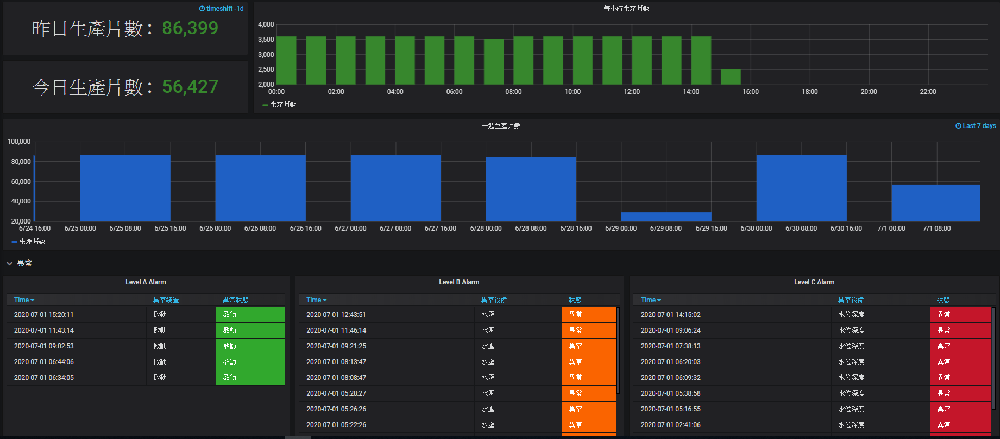 timeshift -1d
昨日生產片數：86,399
今日生產片數：56,427
每小時生產片數
4,000
3,500
3,000
2,500
2,000
00:00 02:00 04:00 06:00 08:00 10:00 12:00 14:00 16:00 18:00 20:00 22:00
生產片數
一週生產片數
Last 7 days
100,000
80,000
60,000
40,000
20,000
6/24 16:00 6/25 00:00 6/25 08:00 6/25 16:00 6/26 00:00 6/26 08:00 6/26 16:00 6/27 00:00 6/27 08:00 6/27 16:00 6/28 00:00 6/28 08:00 6/28 16:00 6/29 00:00 6/29 08:00 6/29 16:00 6/30 00:00 6/30 08:00 6/30 16:00 7/1 00:00 7/1 08:00
生產片數
異常
Level A Alarm
Time 異常裝置 異常狀態
2020-07-01 15:20:11 啟動 啟動
2020-07-01 11:43:14 啟動 啟動
2020-07-01 09:02:53 啟動 啟動
2020-07-01 06:44:06 啟動 啟動
2020-07-01 06:34:05 啟動 啟動
Level B Alarm
Time 異常設備 狀態
2020-07-01 12:43:51 水壓 異常
2020-07-01 11:46:14 水壓 異常
2020-07-01 09:21:25 水壓 異常
2020-07-01 08:13:47 水壓 異常
2020-07-01 08:08:47 水壓 異常
2020-07-01 05:28:27 水壓 異常
2020-07-01 05:26:26 水壓 異常
2020-07-01 05:22:26 水壓 異常
Level C Alarm
Time 異常設備 狀態
2020-07-01 14:15:02 水位深度 異常
2020-07-01 09:06:24 水位深度 異常
2020-07-01 07:38:13 水位深度 異常
2020-07-01 06:20:03 水位深度 異常
2020-07-01 06:09:32 水位深度 異常
2020-07-01 05:38:58 水位深度 異常
2020-07-01 05:16:55 水位深度 異常
2020-07-01 02:41:06 水位深度 異常